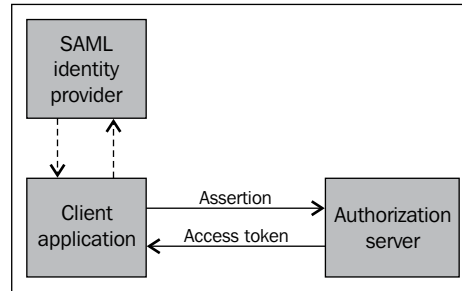 SAML
identity
provider
Client
application
Assertion
Access token
Authorization
server